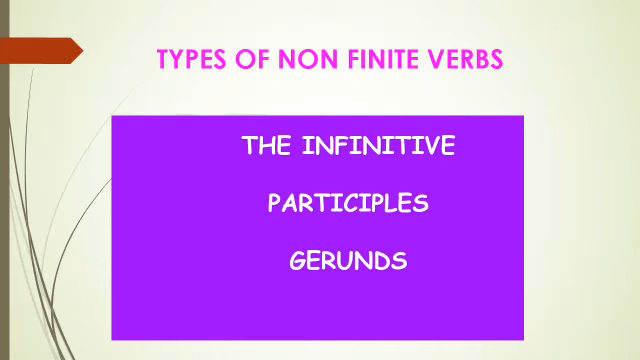 TYPES OF NON FINITE VERBS
THE INFINITIVE
PARTICIPLES
GERUNDS